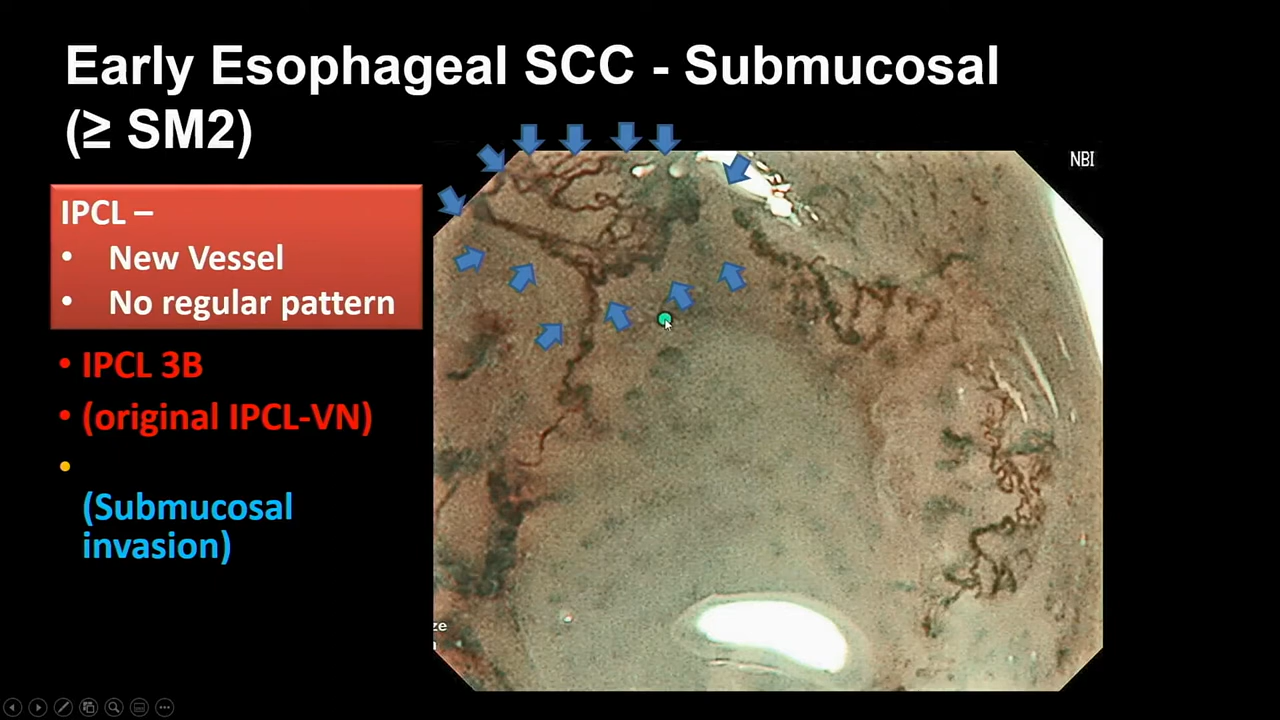 Early Esophageal SCC - Submucosal
(≥ SM2)
NBI
IPCL –
• New Vessel
• No regular pattern
• IPCL 3B
• (original IPCL-VN)
•
(Submucosal
invasion)
ze